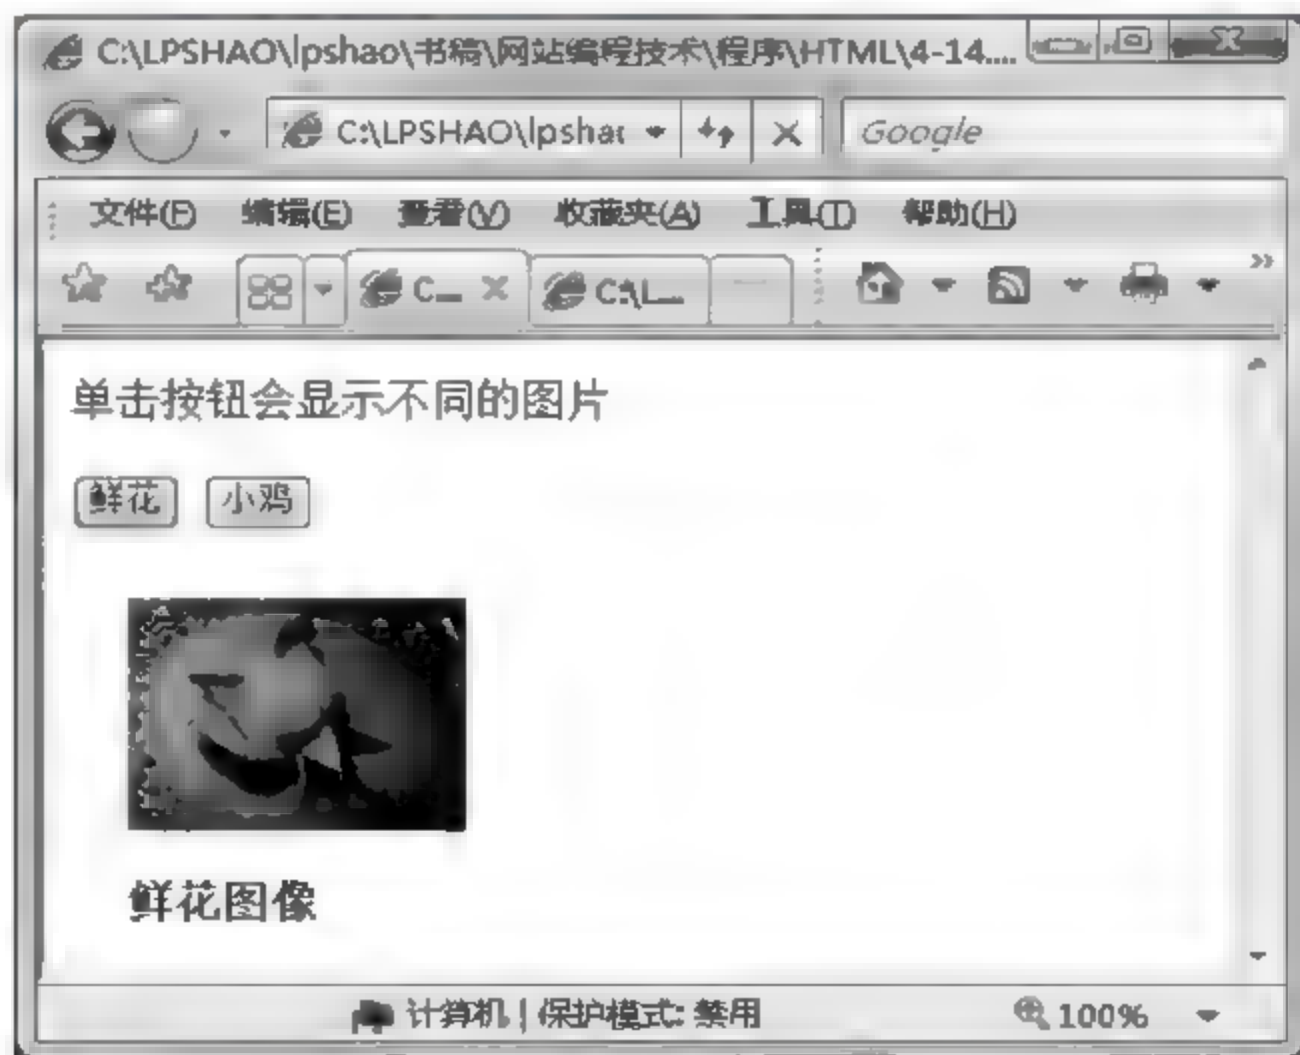 C:\LPSHAO\lpshao\书稿\网站编程技术\程序\HTML\4-14....
C:\LPSHAO\lpshac
Google
文件(F) 编辑(E) 查看(V) 收藏夹(A) 工具(T) 帮助(H)
C... C:\L...
单击按钮会显示不同的图片
鲜花 小鸡
鲜花图像
计算机 | 保护模式: 禁用 100%